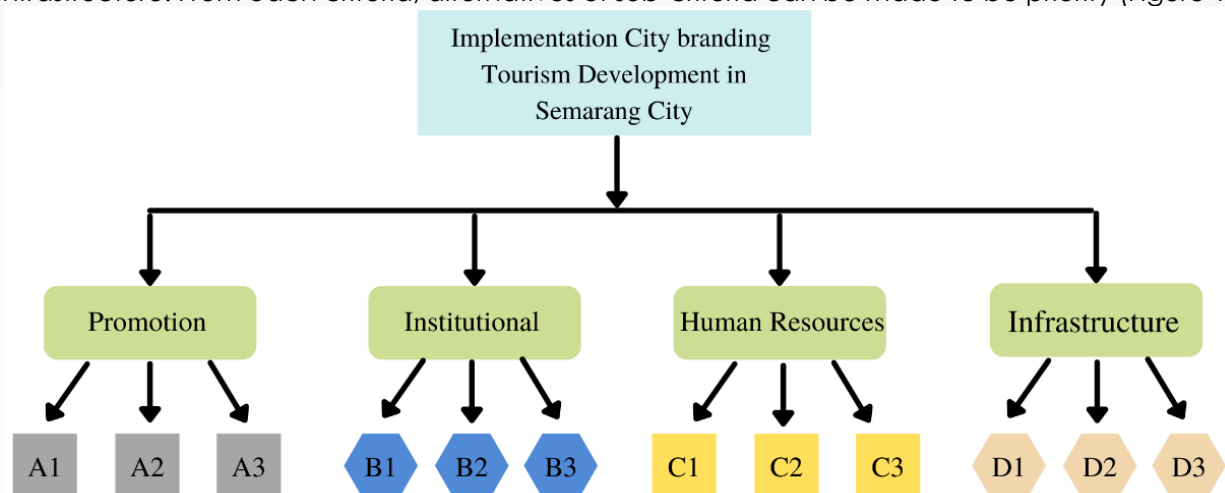 Implementation City branding
Tourism Development in
Semarang City
Promotion
Institutional
Human Resources
Infrastructure
A1 A2 A3 B1 B2 B3 C1 C2 C3 D1 D2 D3